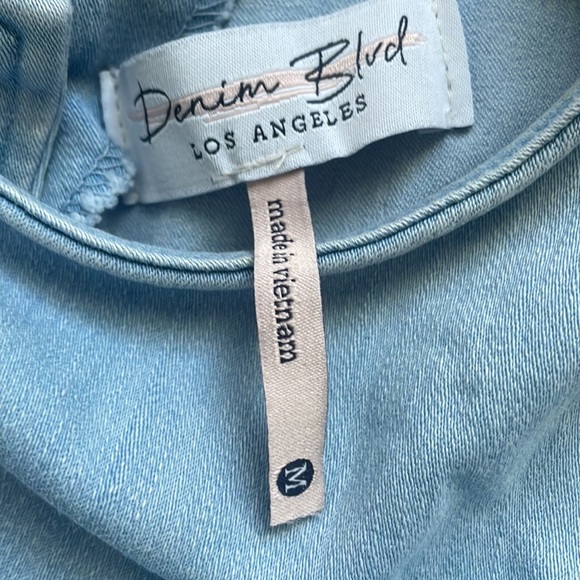 Denim Blvd
LOS ANGELES
made in vietnam
M